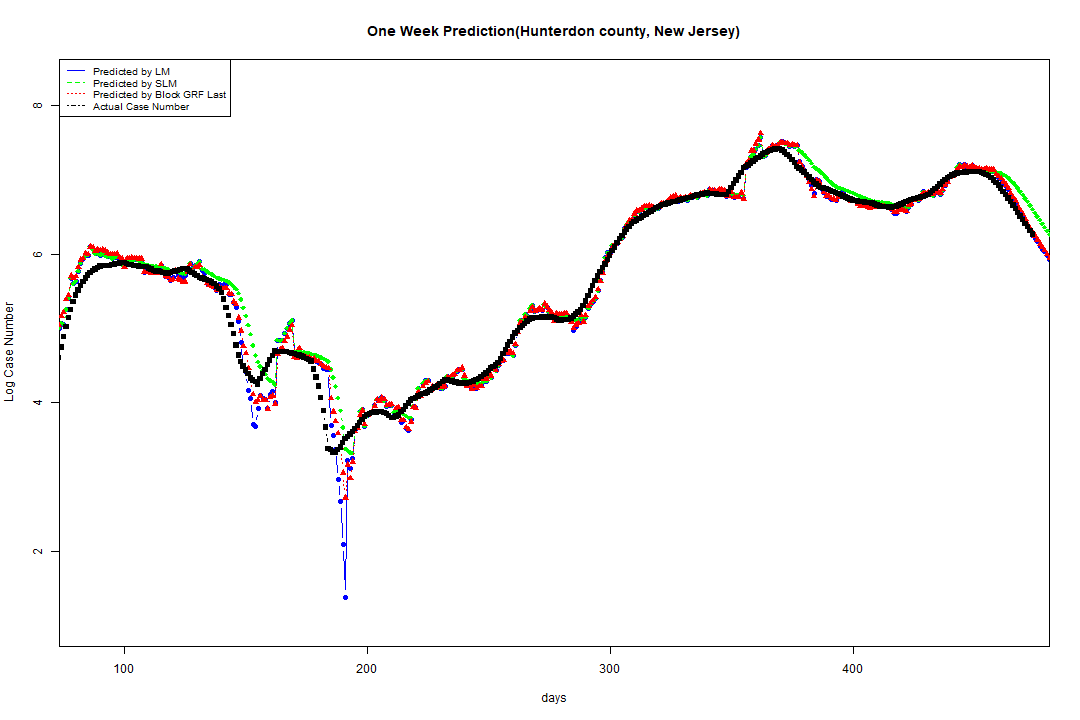 One Week Prediction(Hunterdon county, New Jersey)
Predicted by LM
Predicted by SLM
Predicted by Block GRF Last
Actual Case Number
8
6
4
2
Log Case Number
100 200 300 400
days